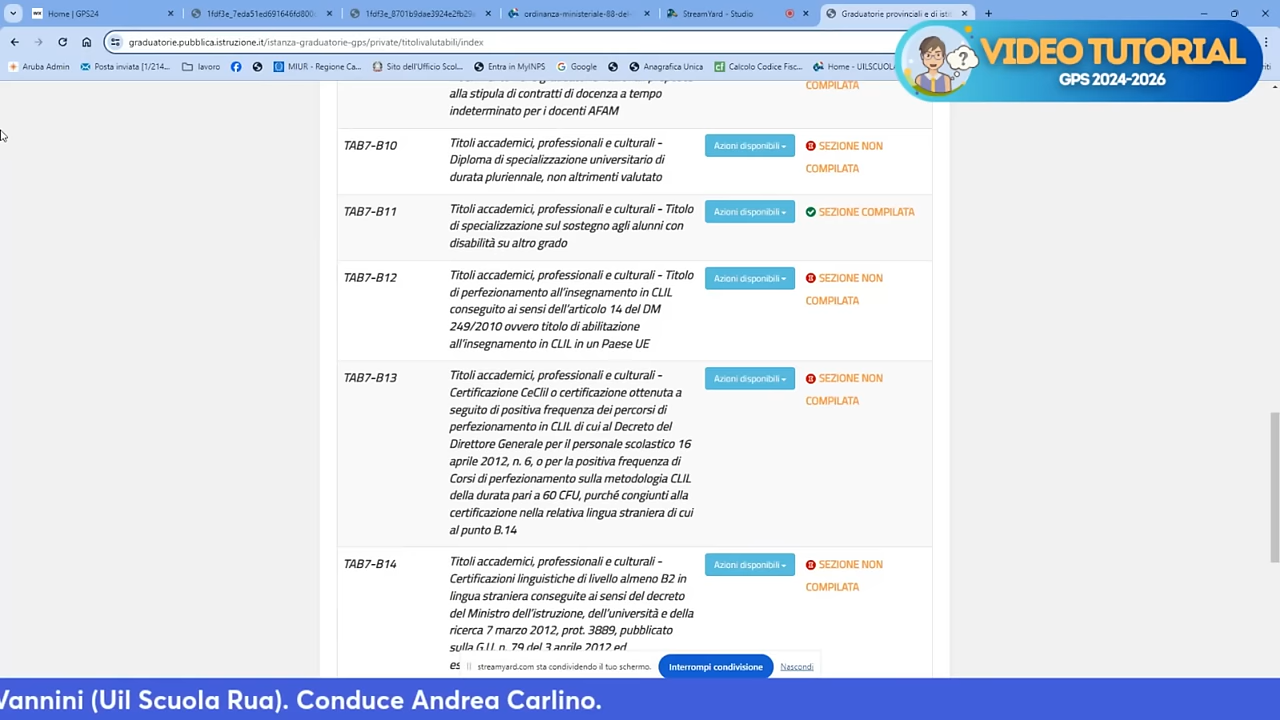 Home | GPS24
1fdf3e_7eda51ed691646fd800
1fdf3e_8701b9dae3924e2fb29
ordinanza-ministeriale-88-del-
StreamYard - Studio
Graduatorie provinciali e di ist
graduatorie.pubblica.istruzione.it/istanza-graduatorie-gps/private/titolivalutabili/index
Aruba Admin
Posta inviata [1/214...
lavoro
MIUR - Regione Ca...
Sito dell'Ufficio Scol...
Entra in MyINPS
Google
Calcolo Codice Fisc...
Anagrafica Unica
Home - UILSCUOL
VIDEO TUTORIAL
GPS 2024-2026
alla stipula di contratti di docenza a tempo
indeterminato per i docenti AFAM
COMPILATA
TAB7-B10
Titoli accademici, professionali e culturali -
Diploma di specializzazione universitario di
durata pluriennale, non altrimenti valutato
Azioni disponibili
SEZIONE NON
COMPILATA
TAB7-B11
Titoli accademici, professionali e culturali - Titolo
di specializzazione sul sostegno agli alunni con
disabilità su altro grado
Azioni disponibili
SEZIONE COMPILATA
TAB7-B12
Titoli accademici, professionali e culturali - Titolo
di perfezionamento all'insegnamento in CLIL
conseguito ai sensi dell'articolo 14 del DM
249/2010 ovvero titolo di abilitazione
all'insegnamento in CLIL in un Paese UE
Azioni disponibili
SEZIONE NON
COMPILATA
TAB7-B13
Titoli accademici, professionali e culturali -
Certificazione CeClil o certificazione ottenuta a
seguito di positiva frequenza dei percorsi di
perfezionamento in CLIL di cui al Decreto del
Direttore Generale per il personale scolastico 16
aprile 2012, n. 6, o per la positiva frequenza di
Corsi di perfezionamento sulla metodologia CLIL
della durata pari a 60 CFU, purché congiunti alla
certificazione nella relativa lingua straniera di cui
al punto B.14
Azioni disponibili
SEZIONE NON
COMPILATA
TAB7-B14
Titoli accademici, professionali e culturali -
Certificazioni linguistiche di livello almeno B2 in
lingua straniera conseguite ai sensi del decreto
del Ministro dell'istruzione, dell'università e della
ricerca 7 marzo 2012, prot. 3889, pubblicato
sulla G.U. n. 79 del 3 aprile 2012 ed
es
Azioni disponibili
SEZIONE NON
COMPILATA
streamyard.com sta condividendo il tuo schermo.
Interrompi condivisione
Nascondi
Vannini (Uil Scuola Rua). Conduce Andrea Carlino.